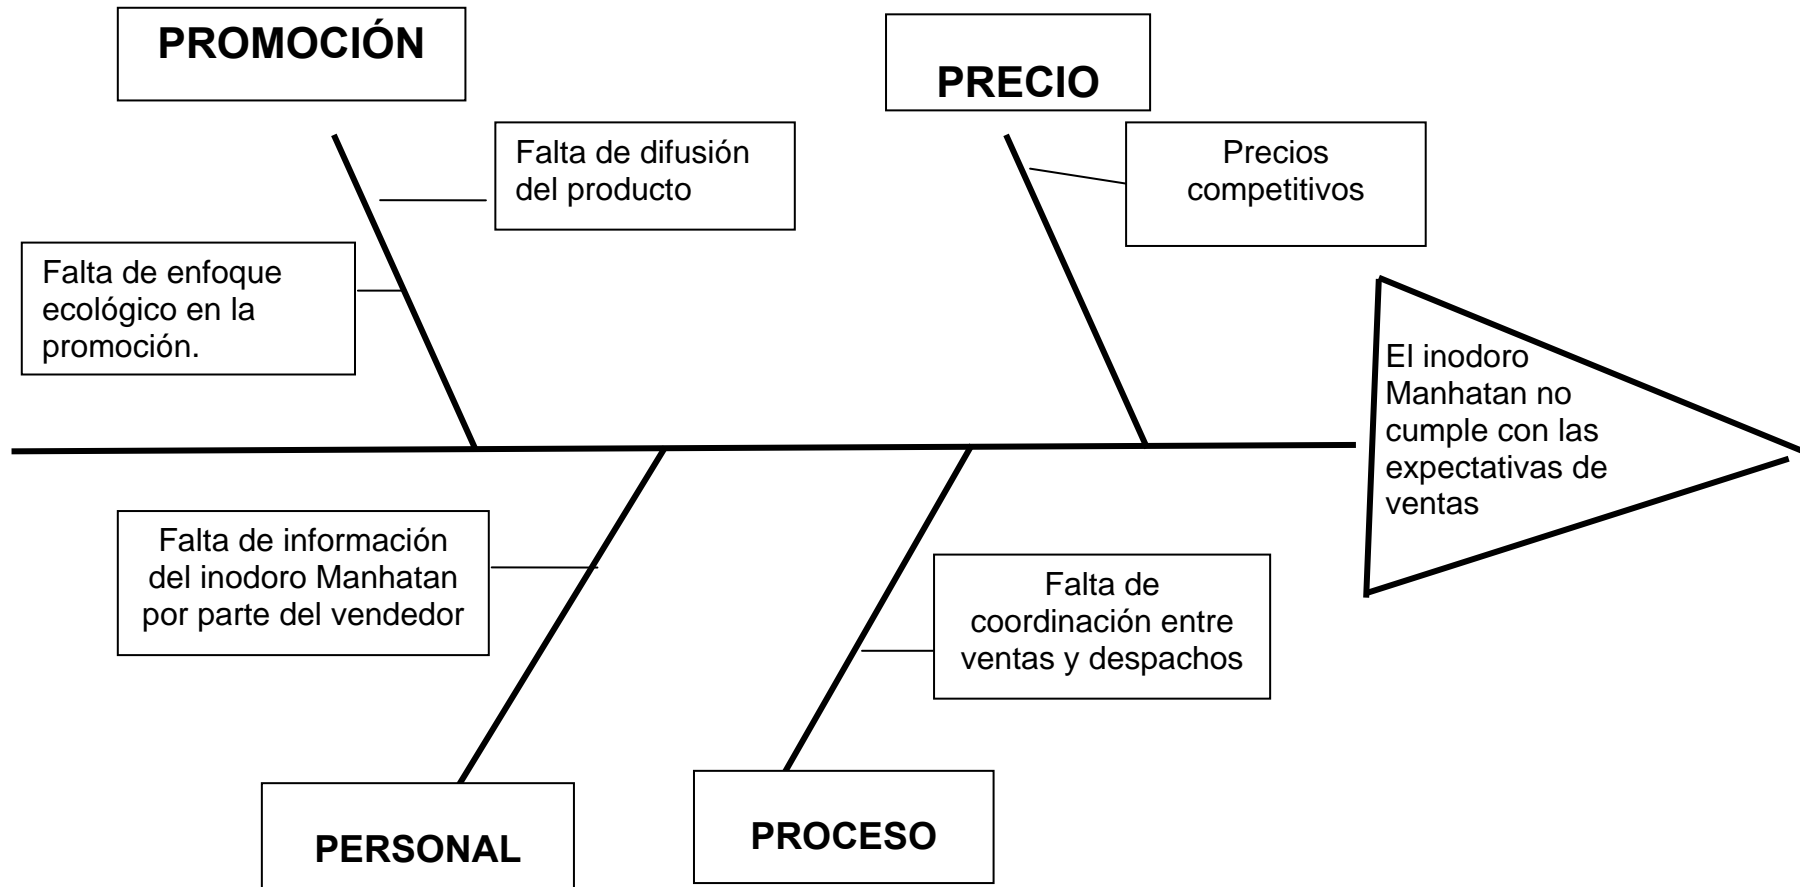 PROMOCIÓN
PRECIO
Falta de difusión
del producto
Precios
competitivos
Falta de enfoque
ecológico en la
promoción.
El inodoro
Manhatan no
cumple con las
expectativas de
ventas
Falta de información
del inodoro Manhatan
por parte del vendedor
Falta de
coordinación entre
ventas y despachos
PERSONAL
PROCESO